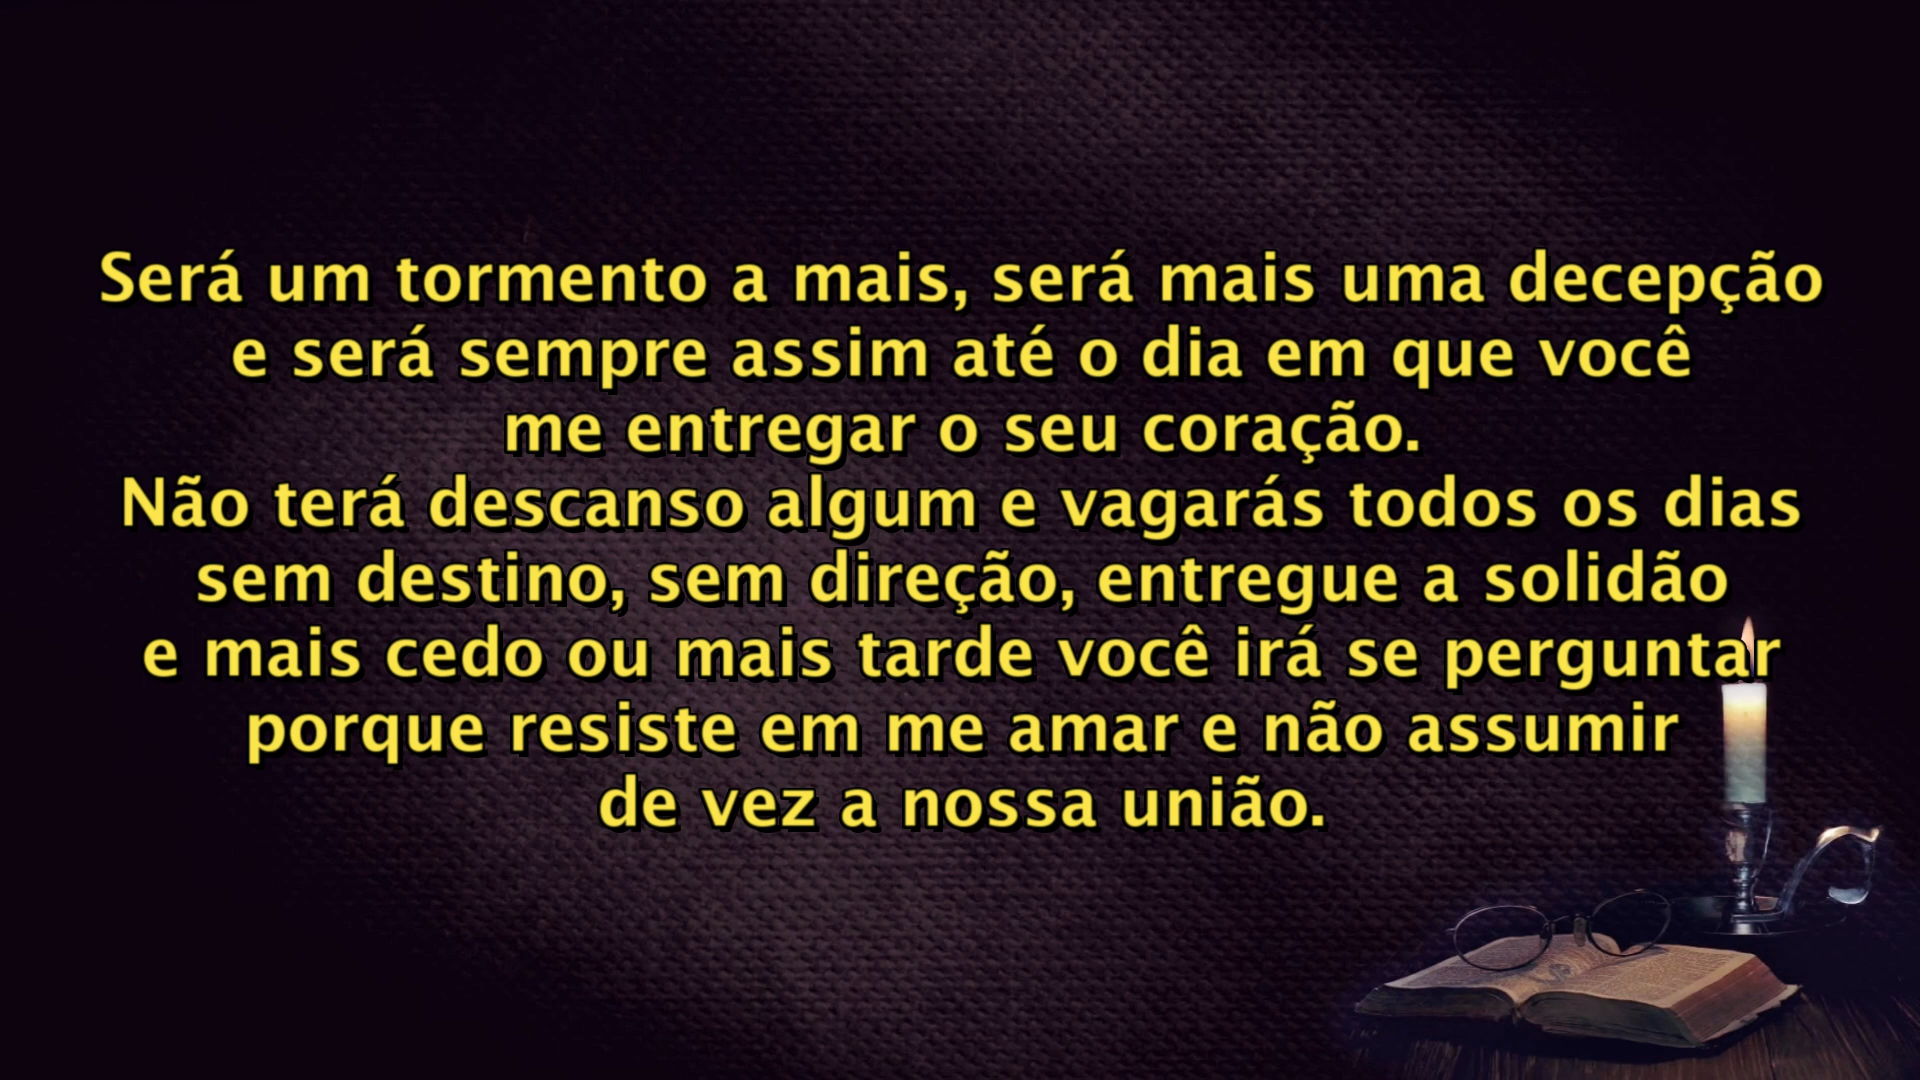 Será um tormento a mais, será mais uma decepção
e será sempre assim até o dia em que você
me entregar o seu coração.
Não terá descanso algum e vagarás todos os dias
sem destino, sem direção, entregue a solidão
e mais cedo ou mais tarde você irá se perguntar
porque resiste em me amar e não assumir
de vez a nossa união.